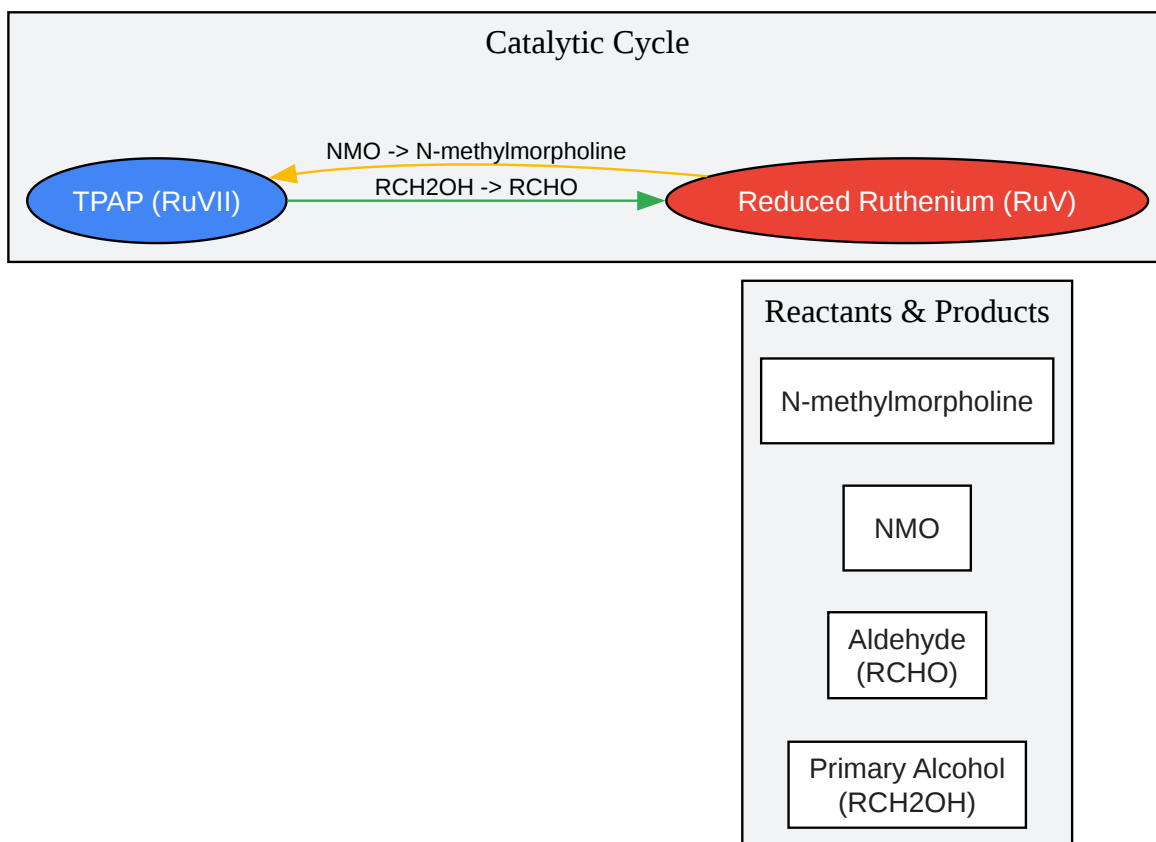 Catalytic Cycle
NMO -> N-methylmorpholine
TPAP (RuVII)
RCH2OH -> RCHO
Reduced Ruthenium (RuV)
Reactants & Products
N-methylmorpholine
NMO
Aldehyde
(RCHO)
Primary Alcohol
(RCH2OH)